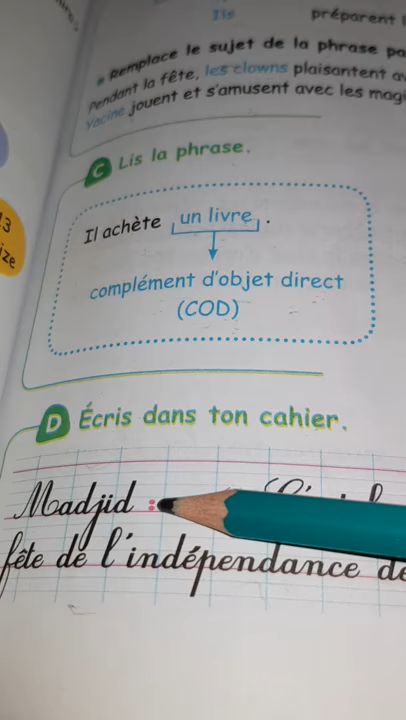 Ils préparent
Remplace le sujet de la phrase
Pendant la fête, les clowns plaisantent
Yacine jouent et s'amusent avec les
C Lis la phrase.
Il achète un livre.
complément d'objet direct
(COD)
D Écris dans ton cahier.
Madjid :
fête de l'indépendance de